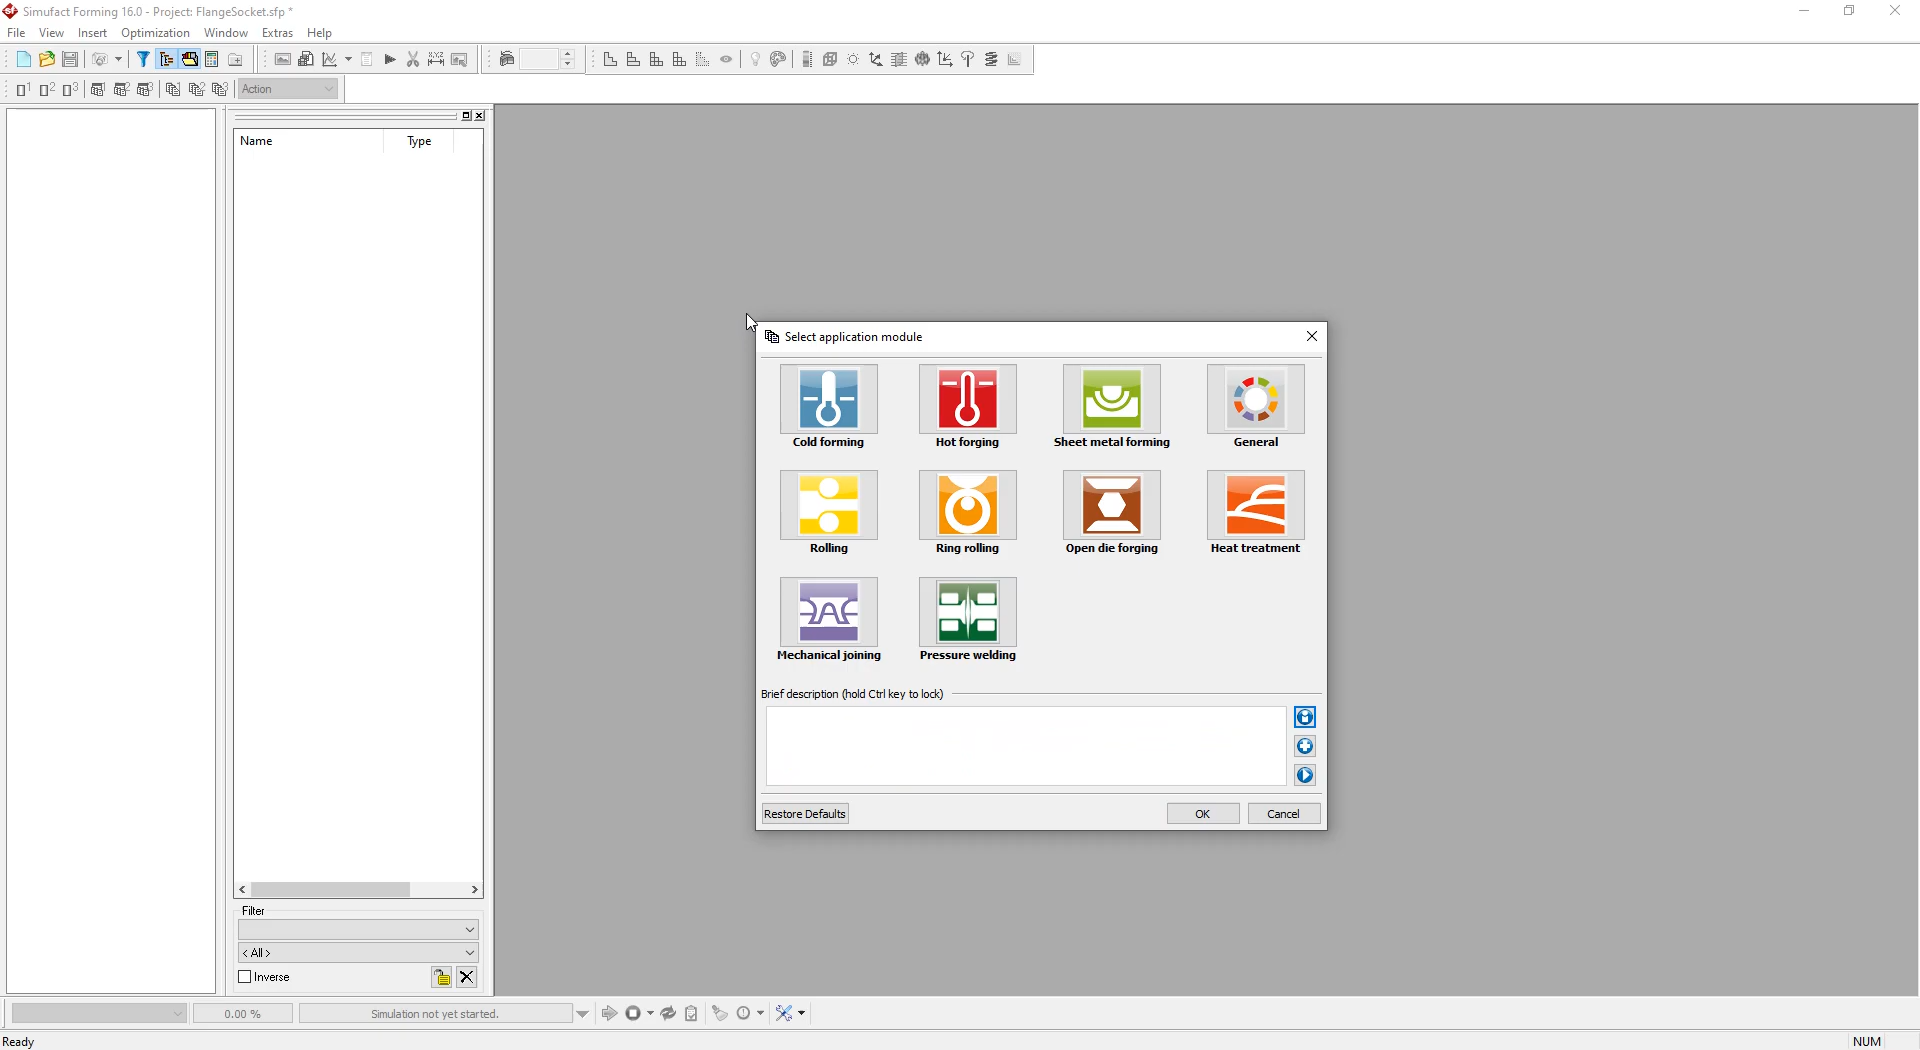 Simufact Forming 16.0 - Project: FlangeSocket.sfp *
File View Insert Optimization Window Extras Help
1 2 3 Action
Name Type
Select application module
Cold forming Hot forging Sheet metal forming General
Rolling Ring rolling Open die forging Heat treatment
Mechanical joining Pressure welding
Brief description (hold Ctrl key to lock)
Restore Defaults OK Cancel
Filter
< All >
Inverse
0.00 % Simulation not yet started.
Ready NUM